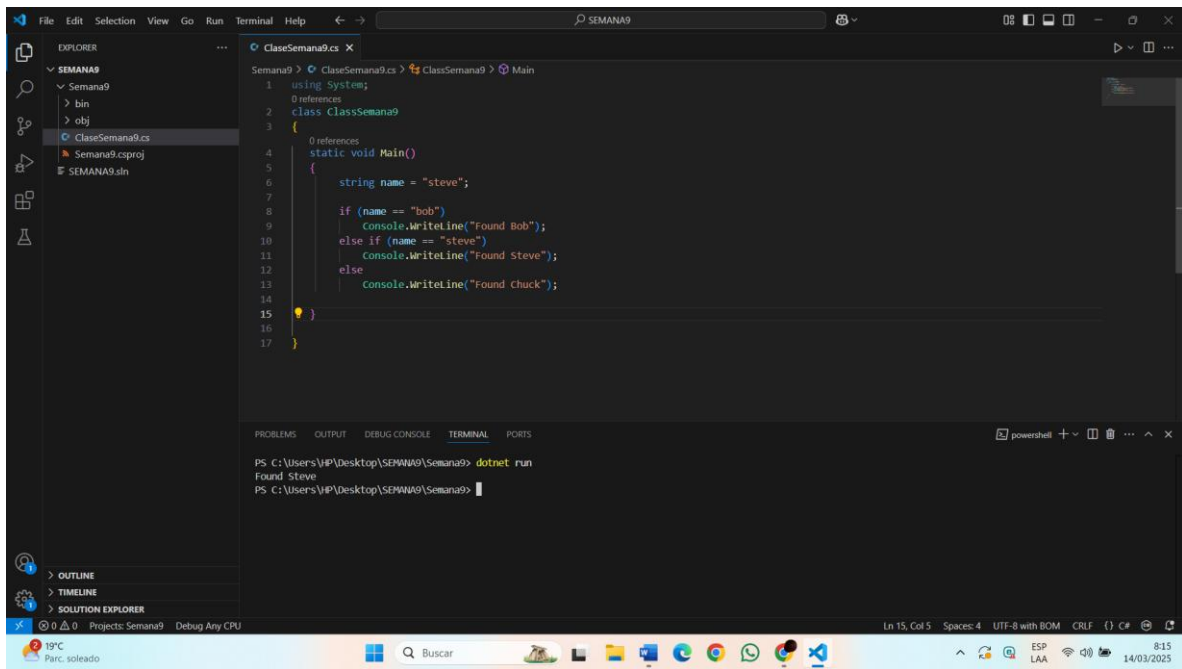 File Edit Selection View Go Run Terminal Help
SEMANA9
EXPLORER
SEMANA9
Semana9
bin
obj
ClaseSemana9.cs
Semana9.csproj
SEMANA9.sln
OUTLINE
TIMELINE
SOLUTION EXPLORER
ClaseSemana9.cs
Semana9 > ClaseSemana9.cs > ClassSemana9 > Main
1 using System;
0 references
2 class ClassSemana9
3 {
0 references
4 static void Main()
5 {
6 string name = "steve";
7
8 if (name == "bob")
9 Console.WriteLine("Found Bob");
10 else if (name == "steve")
11 Console.WriteLine("Found Steve");
12 else
13 Console.WriteLine("Found Chuck");
14
15 }
16
17 }
PROBLEMS OUTPUT DEBUG CONSOLE TERMINAL PORTS
powershell
PS C:\Users\HP\Desktop\SEMANA9\Semana9> dotnet run
Found Steve
PS C:\Users\HP\Desktop\SEMANA9\Semana9>
0 0 Projects: Semana9 Debug Any CPU
Ln 15, Col 5 Spaces: 4 UTF-8 with BOM CRLF {} C#
2
19°C
Parc. soleado
Buscar
ESP
LAA
8:15
14/03/2025